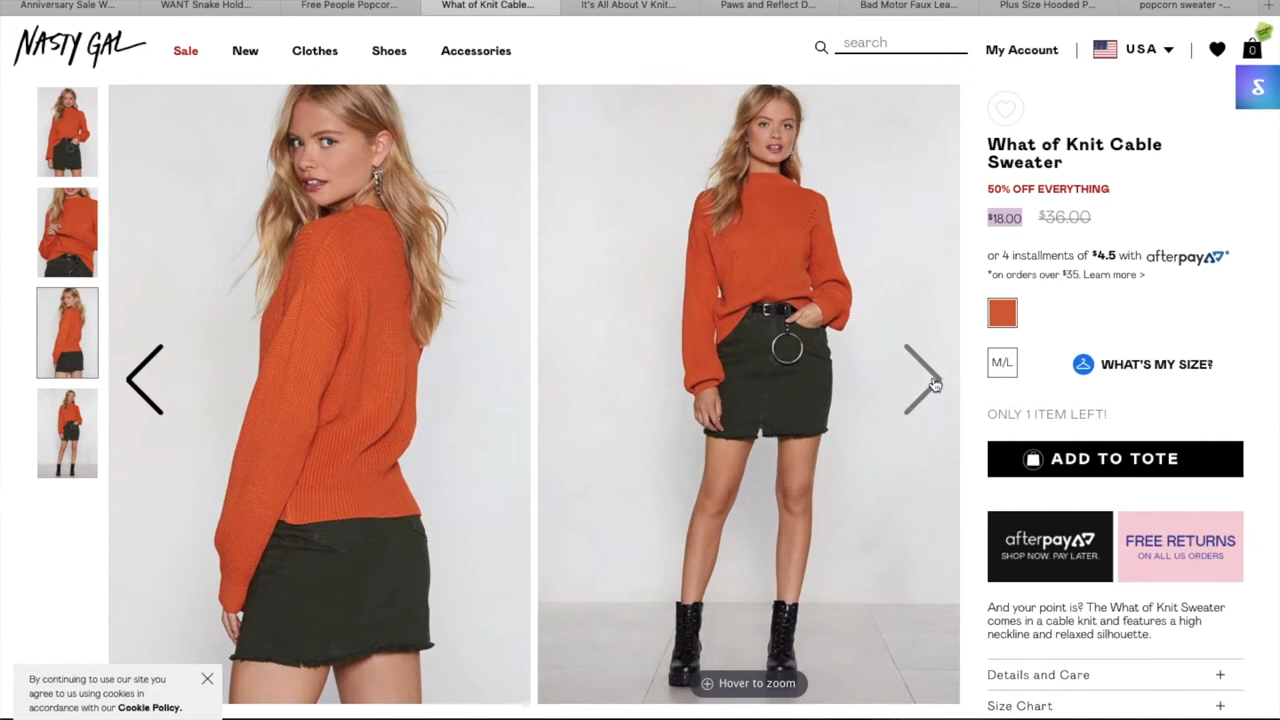 Anniversary Sale W...
WANT Snake Hold...
Free People Popcor...
What of Knit Cable...
It's All About V Knit...
Paws and Reflect D...
Bad Motor Faux Lea...
Plus Size Hooded P...
popcorn sweater -...
NASTY GAL
Sale
New
Clothes
Shoes
Accessories
search
My Account
USA
0
What of Knit Cable
Sweater
50% OFF EVERYTHING
$18.00 $36.00
or 4 installments of $4.5 with afterpay*
*on orders over $35. Learn more >
M/L
WHAT'S MY SIZE?
ONLY 1 ITEM LEFT!
ADD TO TOTE
afterpay
SHOP NOW. PAY LATER.
FREE RETURNS
ON ALL US ORDERS
And your point is? The What of Knit Sweater
comes in a cable knit and features a high
neckline and relaxed silhouette.
Details and Care +
Size Chart +
Hover to zoom
By continuing to use our site you
agree to us using cookies in
accordance with our Cookie Policy.